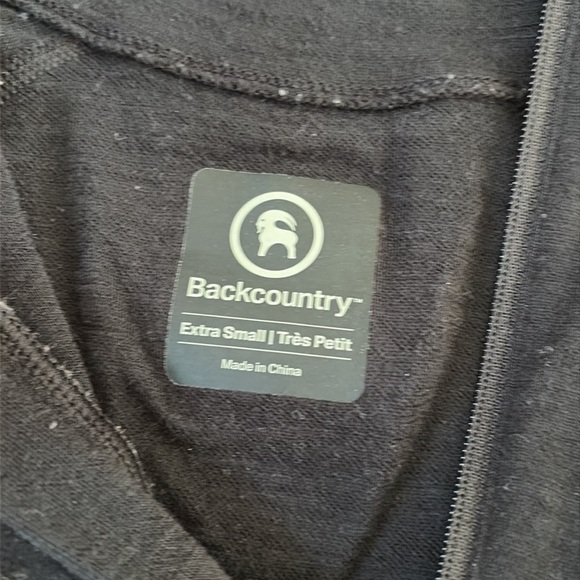 Backcountry™
Extra Small | Très Petit
Made in China